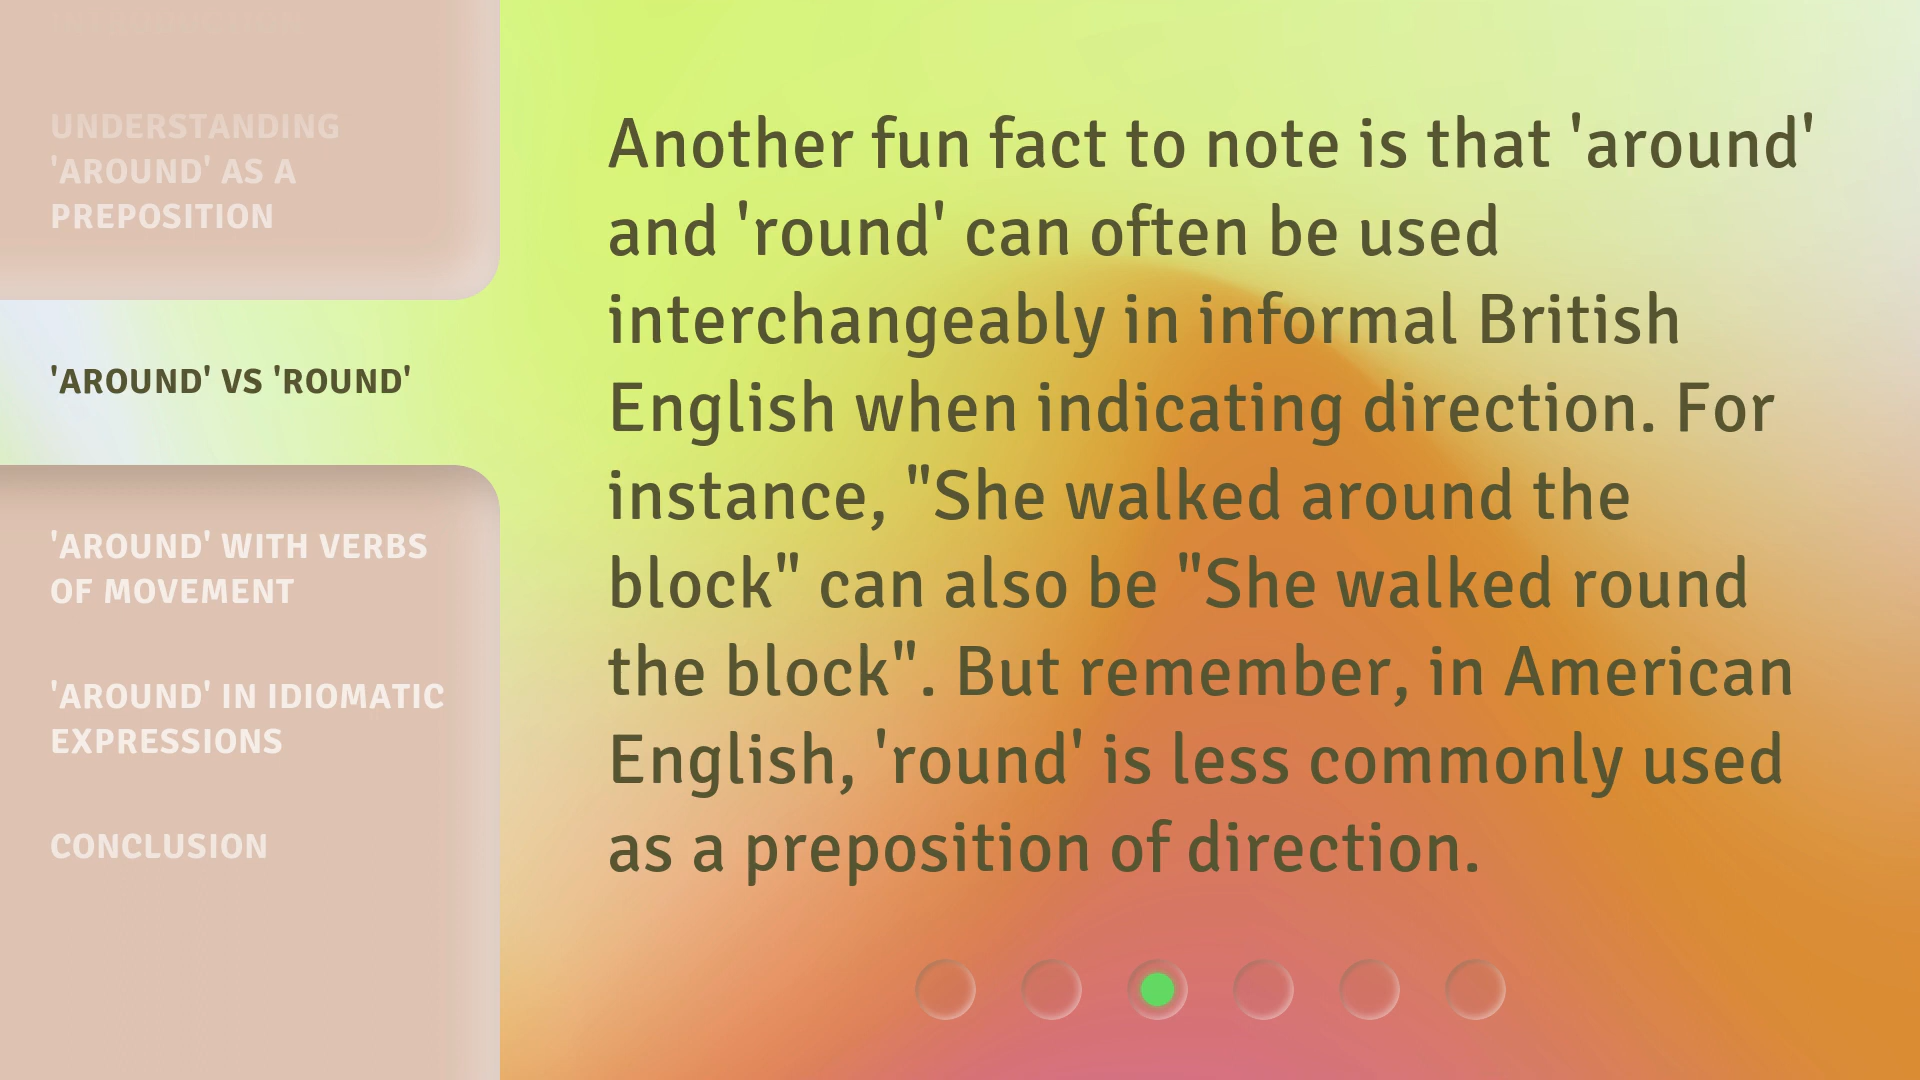 UNDERSTANDING
'AROUND' AS A
PREPOSITION
'AROUND' VS 'ROUND'
'AROUND' WITH VERBS
OF MOVEMENT
'AROUND' IN IDIOMATIC
EXPRESSIONS
CONCLUSION
Another fun fact to note is that 'around'
and 'round' can often be used
interchangeably in informal British
English when indicating direction. For
instance, "She walked around the
block" can also be "She walked round
the block". But remember, in American
English, 'round' is less commonly used
as a preposition of direction.